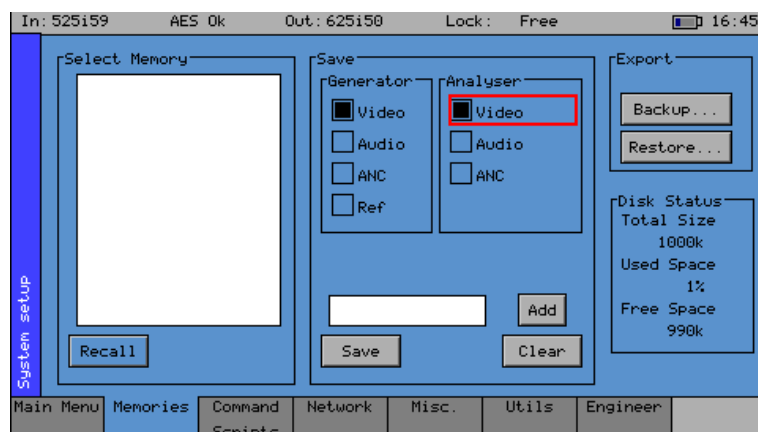 In: 525i59 AES Ok Out: 625i50 Lock: Free 16:45
Select Memory
Save
Export
Generator
Analyser
Video
Video
Audio
Audio
ANC
ANC
Ref
Backup...
Restore...
Disk Status
Total Size
1000k
Used Space
1%
Free Space
990k
Add
Recall
Save
Clear
System setup
Main Menu Memories Command Scripts Network Misc. Utils Engineer